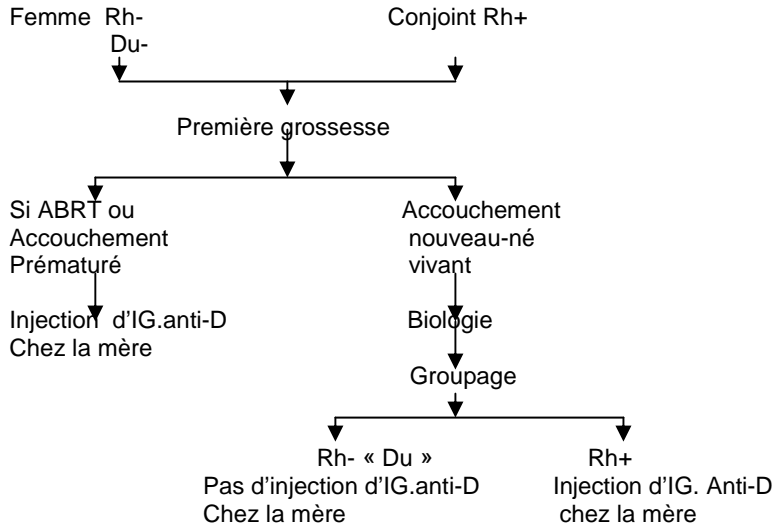 Femme Rh-
Du-
Conjoint Rh+
Première grossesse
Si ABRT ou
Accouchement
Prématuré
Accouchement
nouveau-né
vivant
Injection d'IG.anti-D
Chez la mère
Biologie
Groupage
Rh- « Du »
Pas d'injection d'IG.anti-D
Chez la mère
Rh+
Injection d'IG. Anti-D
chez la mère